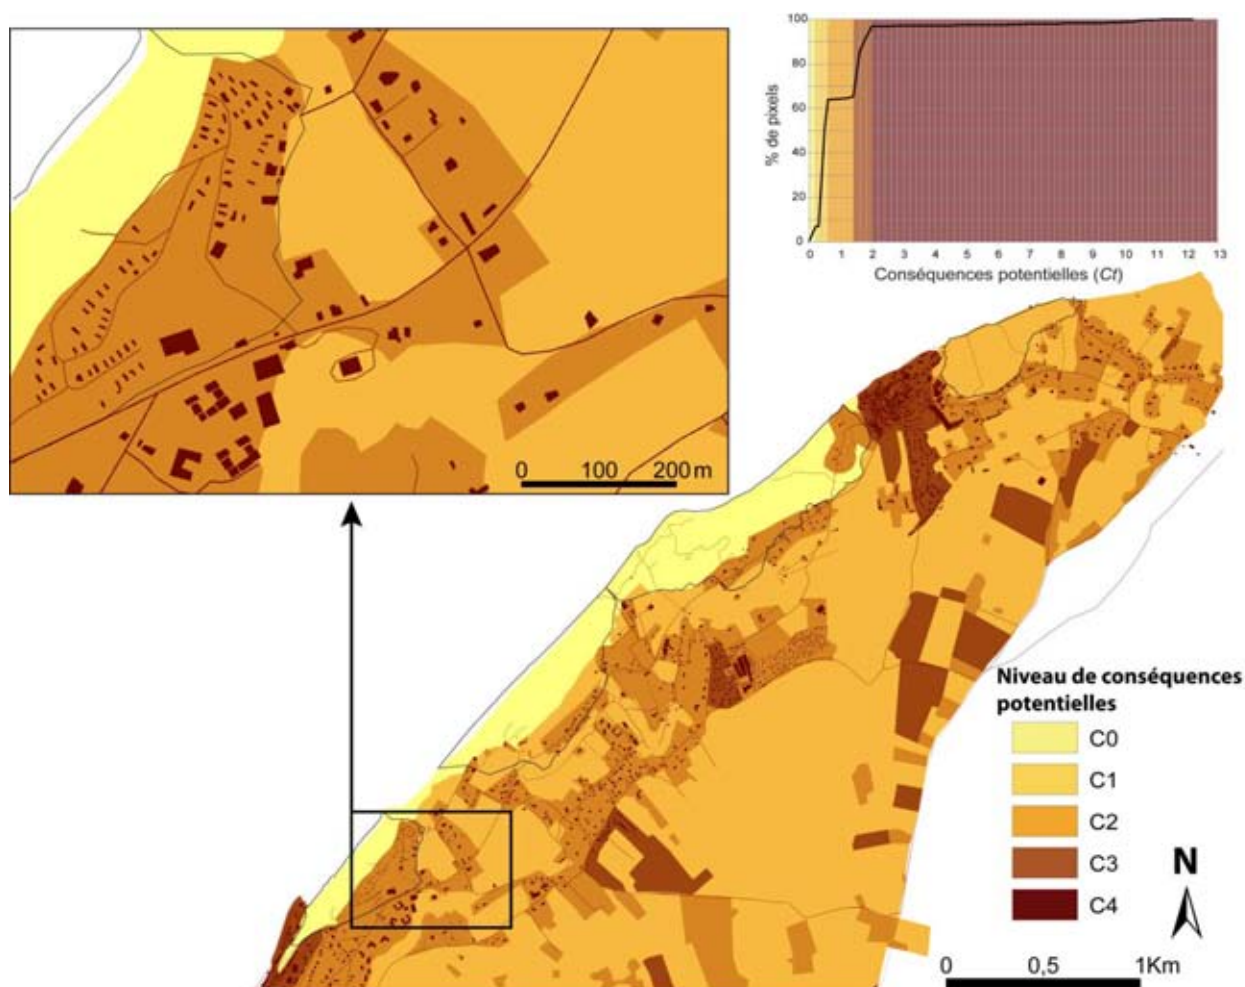 100
80
60
40
20
0
% de pixels
0 1 2 3 4 5 6 7 8 9 10 11 12 13
Conséquences potentielles (Ct)
0 100 200 m
Niveau de conséquences
potentielles
C0
C1
C2
C3
C4
N
0 0,5 1Km